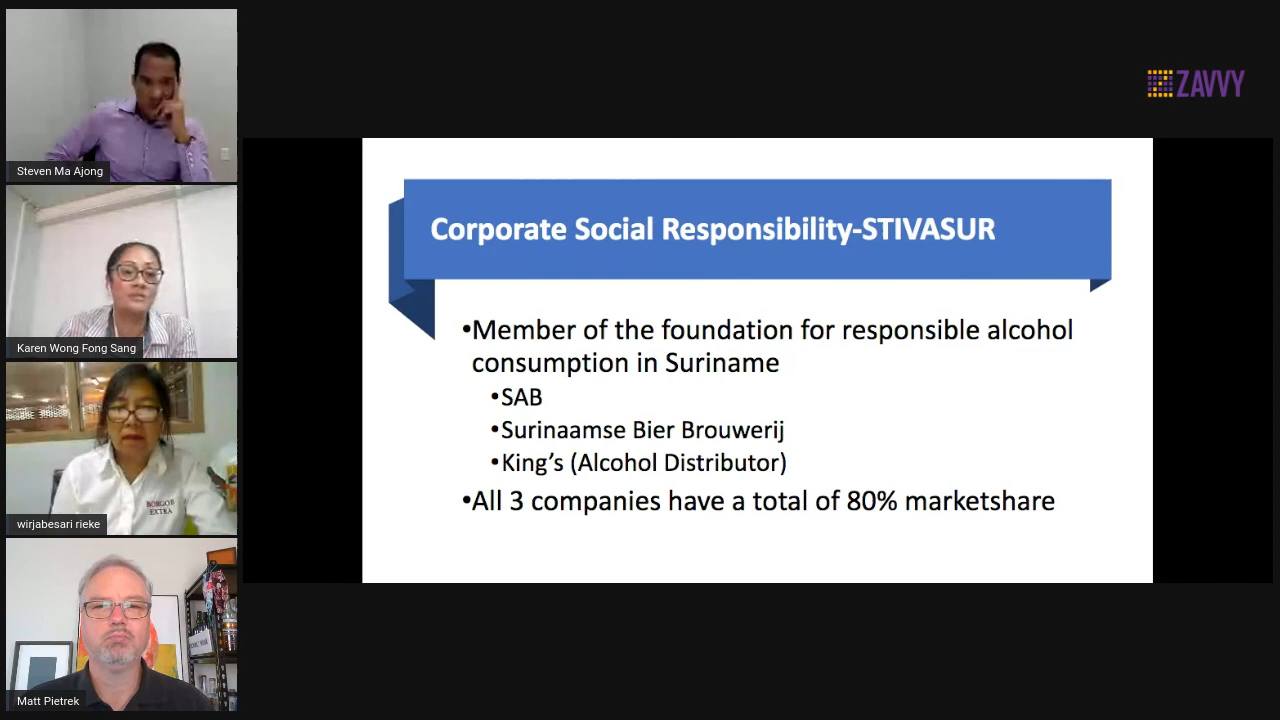 Steven Ma Ajong
Karen Wong Fong Sang
BORGOE
EXTRA
wirjabesari rieke
Matt Pietrek
ZAVVY
Corporate Social Responsibility-STIVASUR
•Member of the foundation for responsible alcohol
consumption in Suriname
•SAB
•Surinaamse Bier Brouwerij
•King's (Alcohol Distributor)
•All 3 companies have a total of 80% marketshare